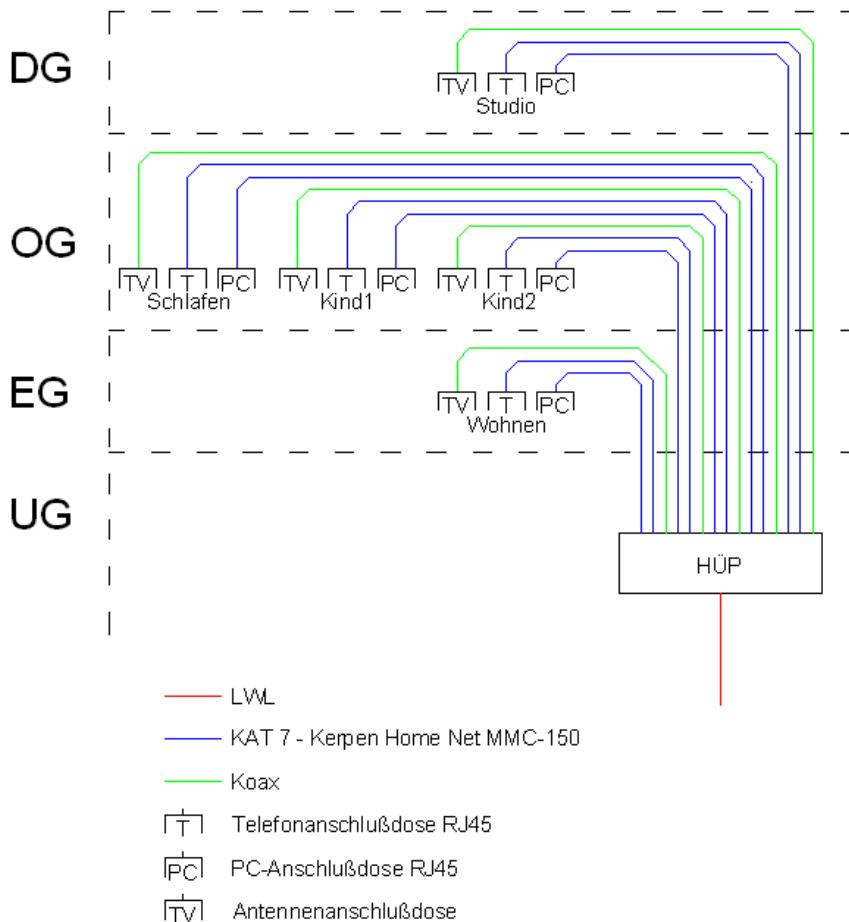 DG
TV T PC
Studio
OG
TV T PC TV T PC TV T PC
Schlafen Kind1 Kind2
EG
TV T PC
Wohnen
UG
HÜP
LWL
KAT 7 - Kerpen Home Net MMC-150
Koax
T Telefonanschlußdose RJ45
PC PC-Anschlußdose RJ45
TV Antennenanschlußdose